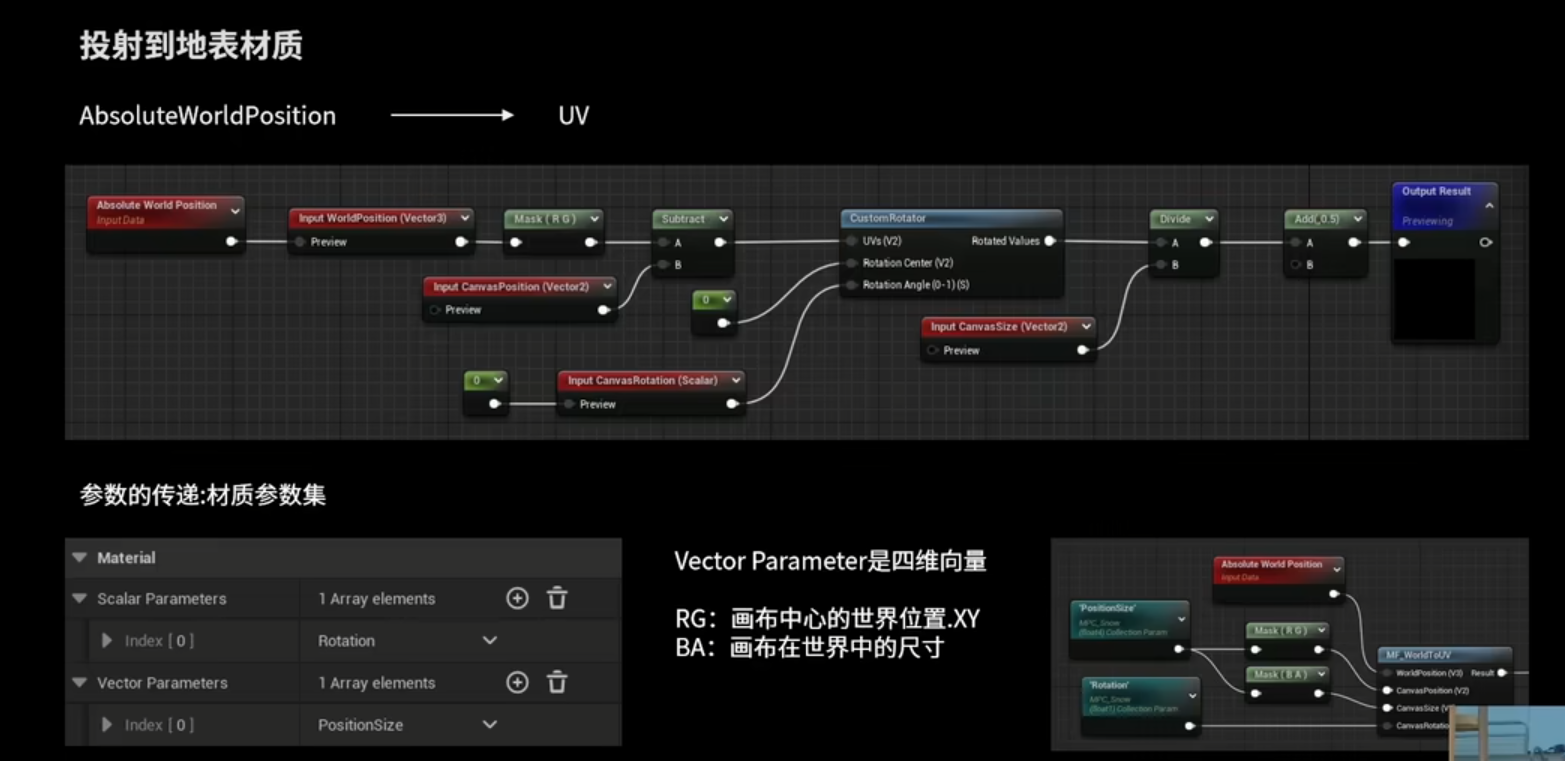 投射到地表材质
AbsoluteWorldPosition
UV
Absolute World Position
Input Data
Input WorldPosition (Vector3)
Preview
Mask ( R G )
Subtract
A
B
Input CanvasPosition (Vector2)
Preview
0
0
Input CanvasRotation (Scalar)
Preview
CustomRotator
UVs (V2)
Rotated Values
Rotation Center (V2)
Rotation Angle (0-1) (S)
Input CanvasSize (Vector2)
Preview
Divide
A
B
Add(,0.5)
A
B
Output Result
Previewing
参数的传递:材质参数集
Material
Scalar Parameters
1 Array elements
Index [ 0 ]
Rotation
Vector Parameters
1 Array elements
Index [ 0 ]
PositionSize
Vector Parameter是四维向量
RG：画布中心的世界位置.XY
BA：画布在世界中的尺寸
Absolute World Position
Input Data
'PositionSize'
MPC_Snow
(float4) Collection Param
Mask ( R G )
Mask ( B A )
'Rotation'
MPC_Snow
(float1) Collection Param
MF_WorldToUV
WorldPosition (V3)
Result
CanvasPosition (V2)
CanvasSize